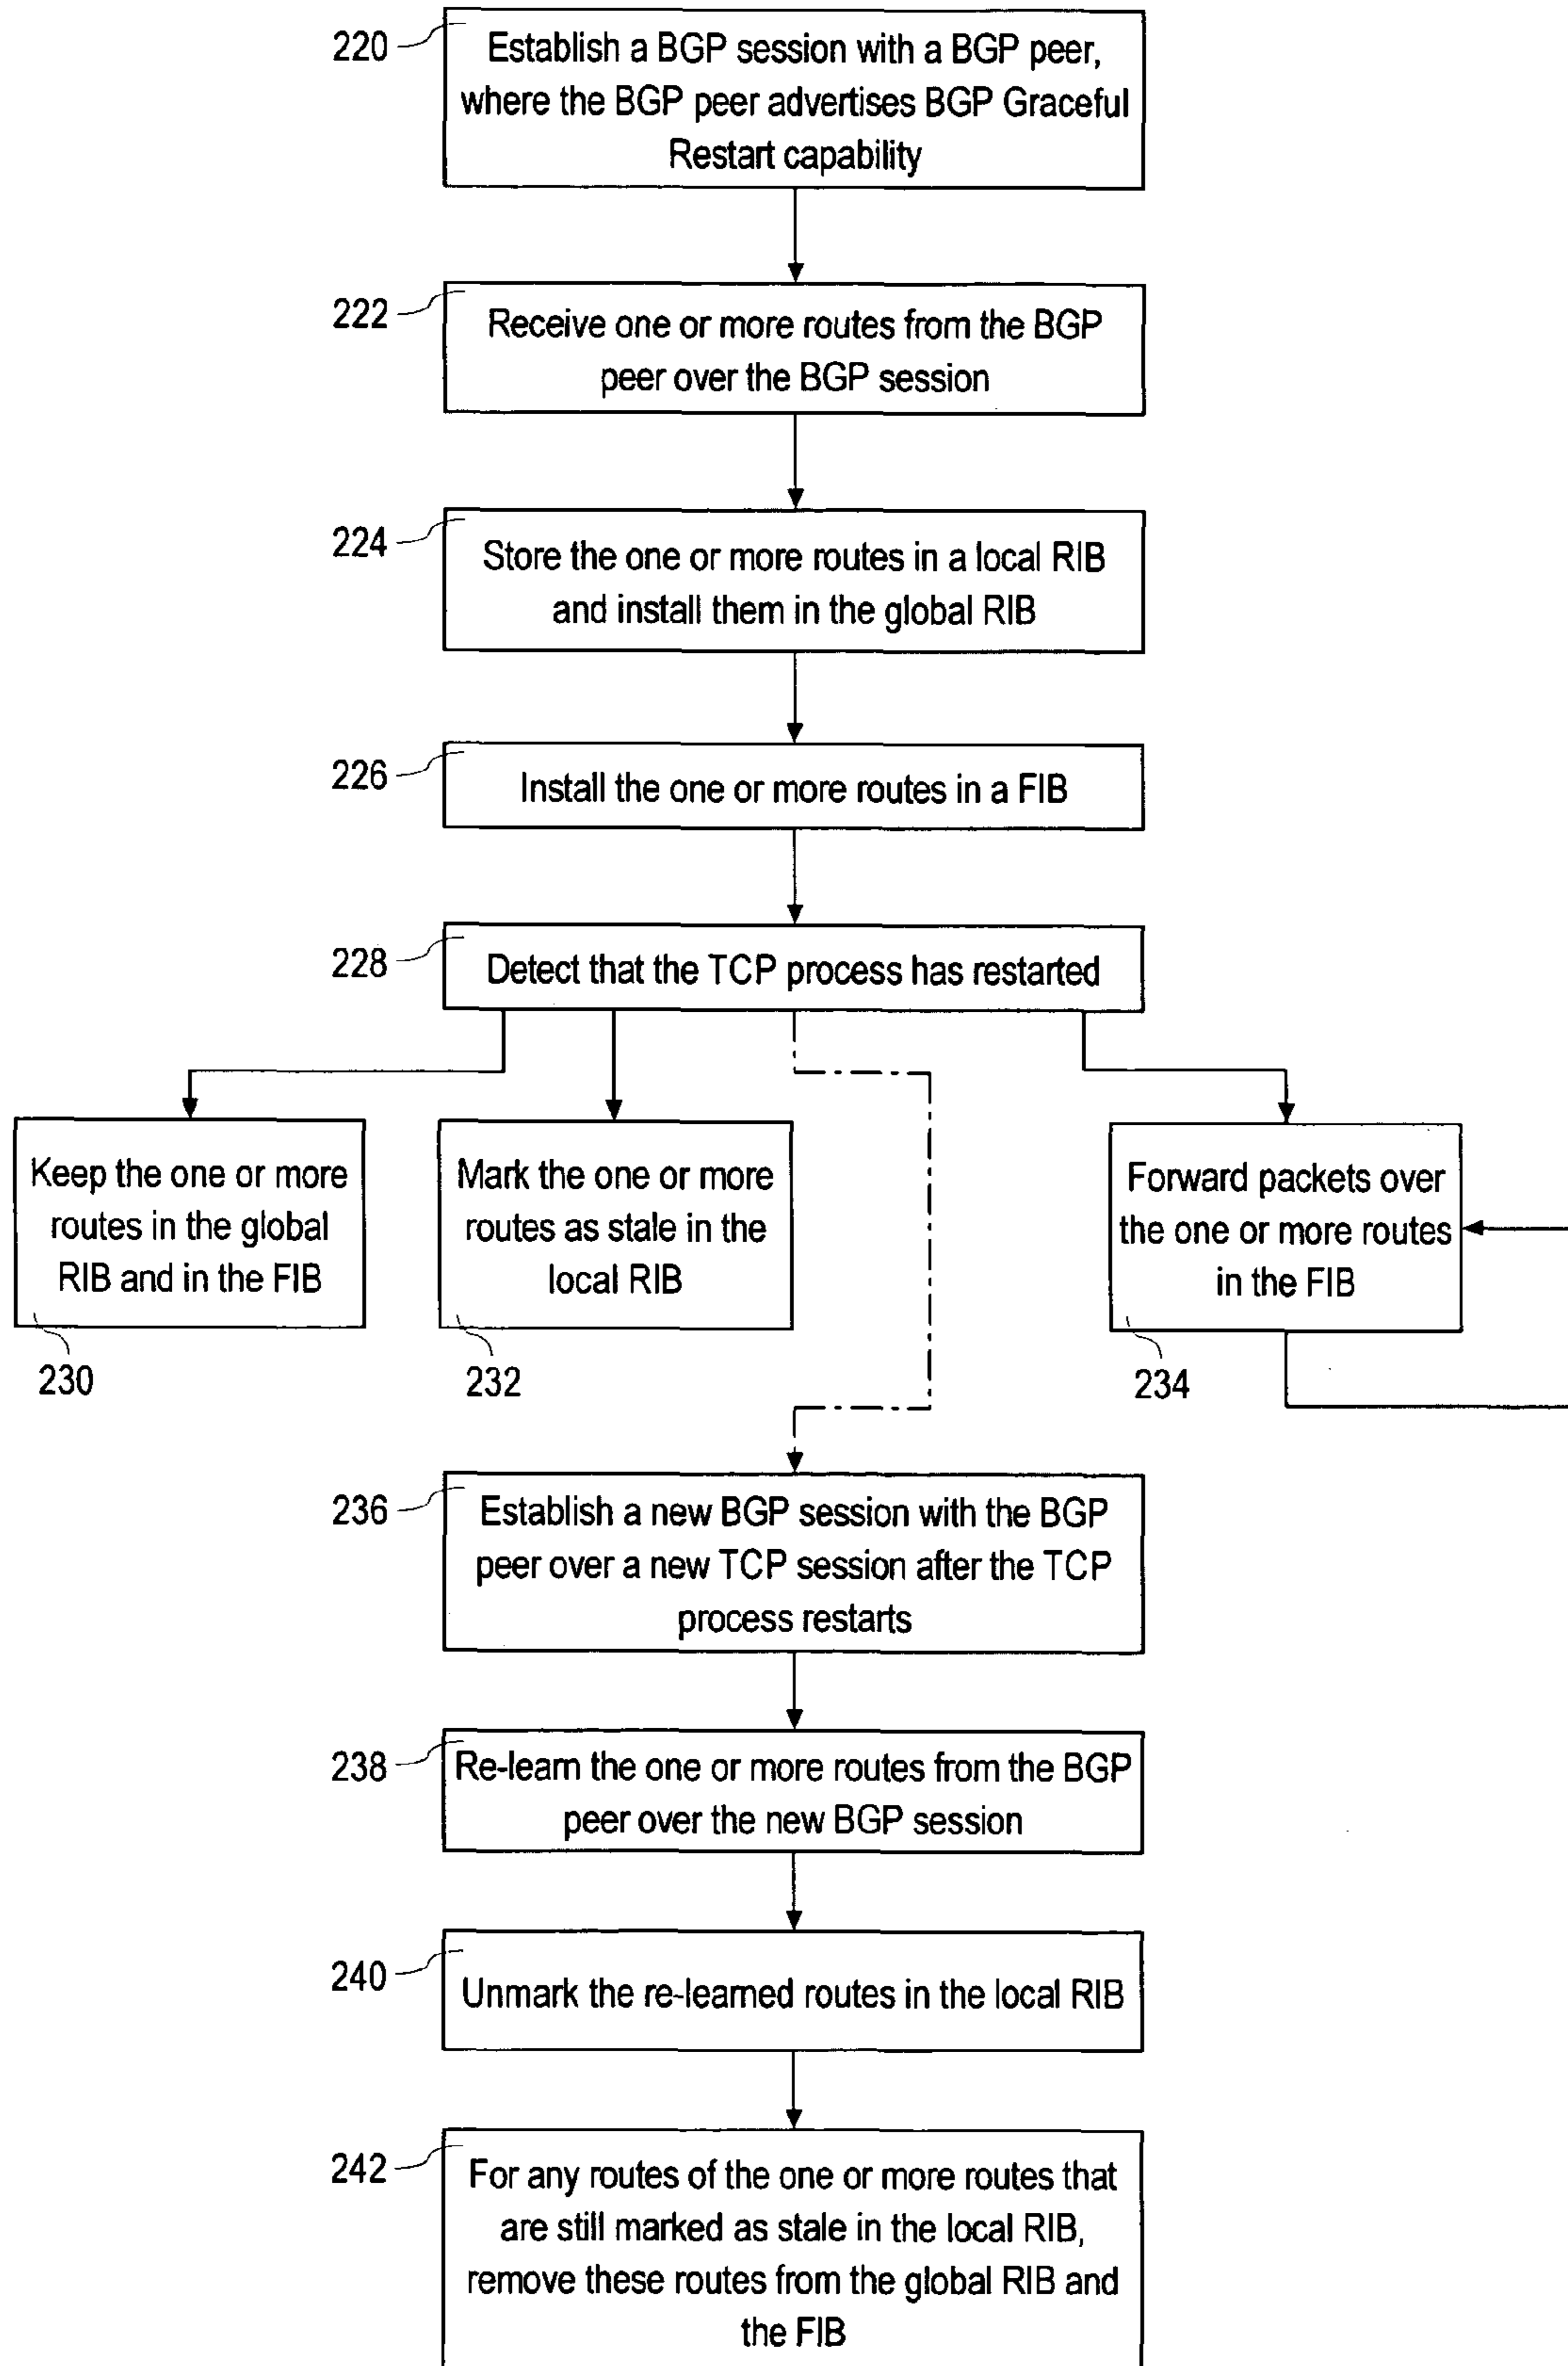 220
Establish a BGP session with a BGP peer,
where the BGP peer advertises BGP Graceful
Restart capability
222
Receive one or more routes from the BGP
peer over the BGP session
224
Store the one or more routes in a local RIB
and install them in the global RIB
226
Install the one or more routes in a FIB
228
Detect that the TCP process has restarted
Keep the one or more
routes in the global
RIB and in the FIB
230
Mark the one or more
routes as stale in the
local RIB
232
Forward packets over
the one or more routes
in the FIB
234
236
Establish a new BGP session with the BGP
peer over a new TCP session after the TCP
process restarts
238
Re-learn the one or more routes from the BGP
peer over the new BGP session
240
Unmark the re-learned routes in the local RIB
242
For any routes of the one or more routes that
are still marked as stale in the local RIB,
remove these routes from the global RIB and
the FIB